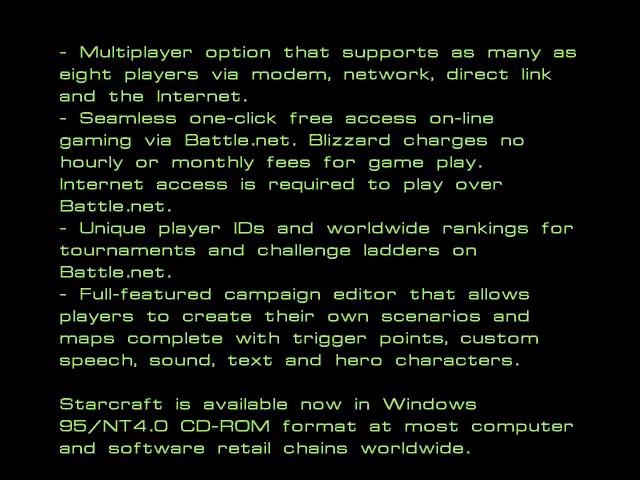 - Multiplayer option that supports as many as
eight players via modem, network, direct link
and the Internet.
- Seamless one-click free access on-line
gaming via Battle.net. Blizzard charges no
hourly or monthly fees for game play.
Internet access is required to play over
Battle.net.
- Unique player IDs and worldwide rankings for
tournaments and challenge ladders on
Battle.net.
- Full-featured campaign editor that allows
players to create their own scenarios and
maps complete with trigger points, custom
speech, sound, text and hero characters.
Starcraft is available now in Windows
95/NT4.0 CD-ROM format at most computer
and software retail chains worldwide.